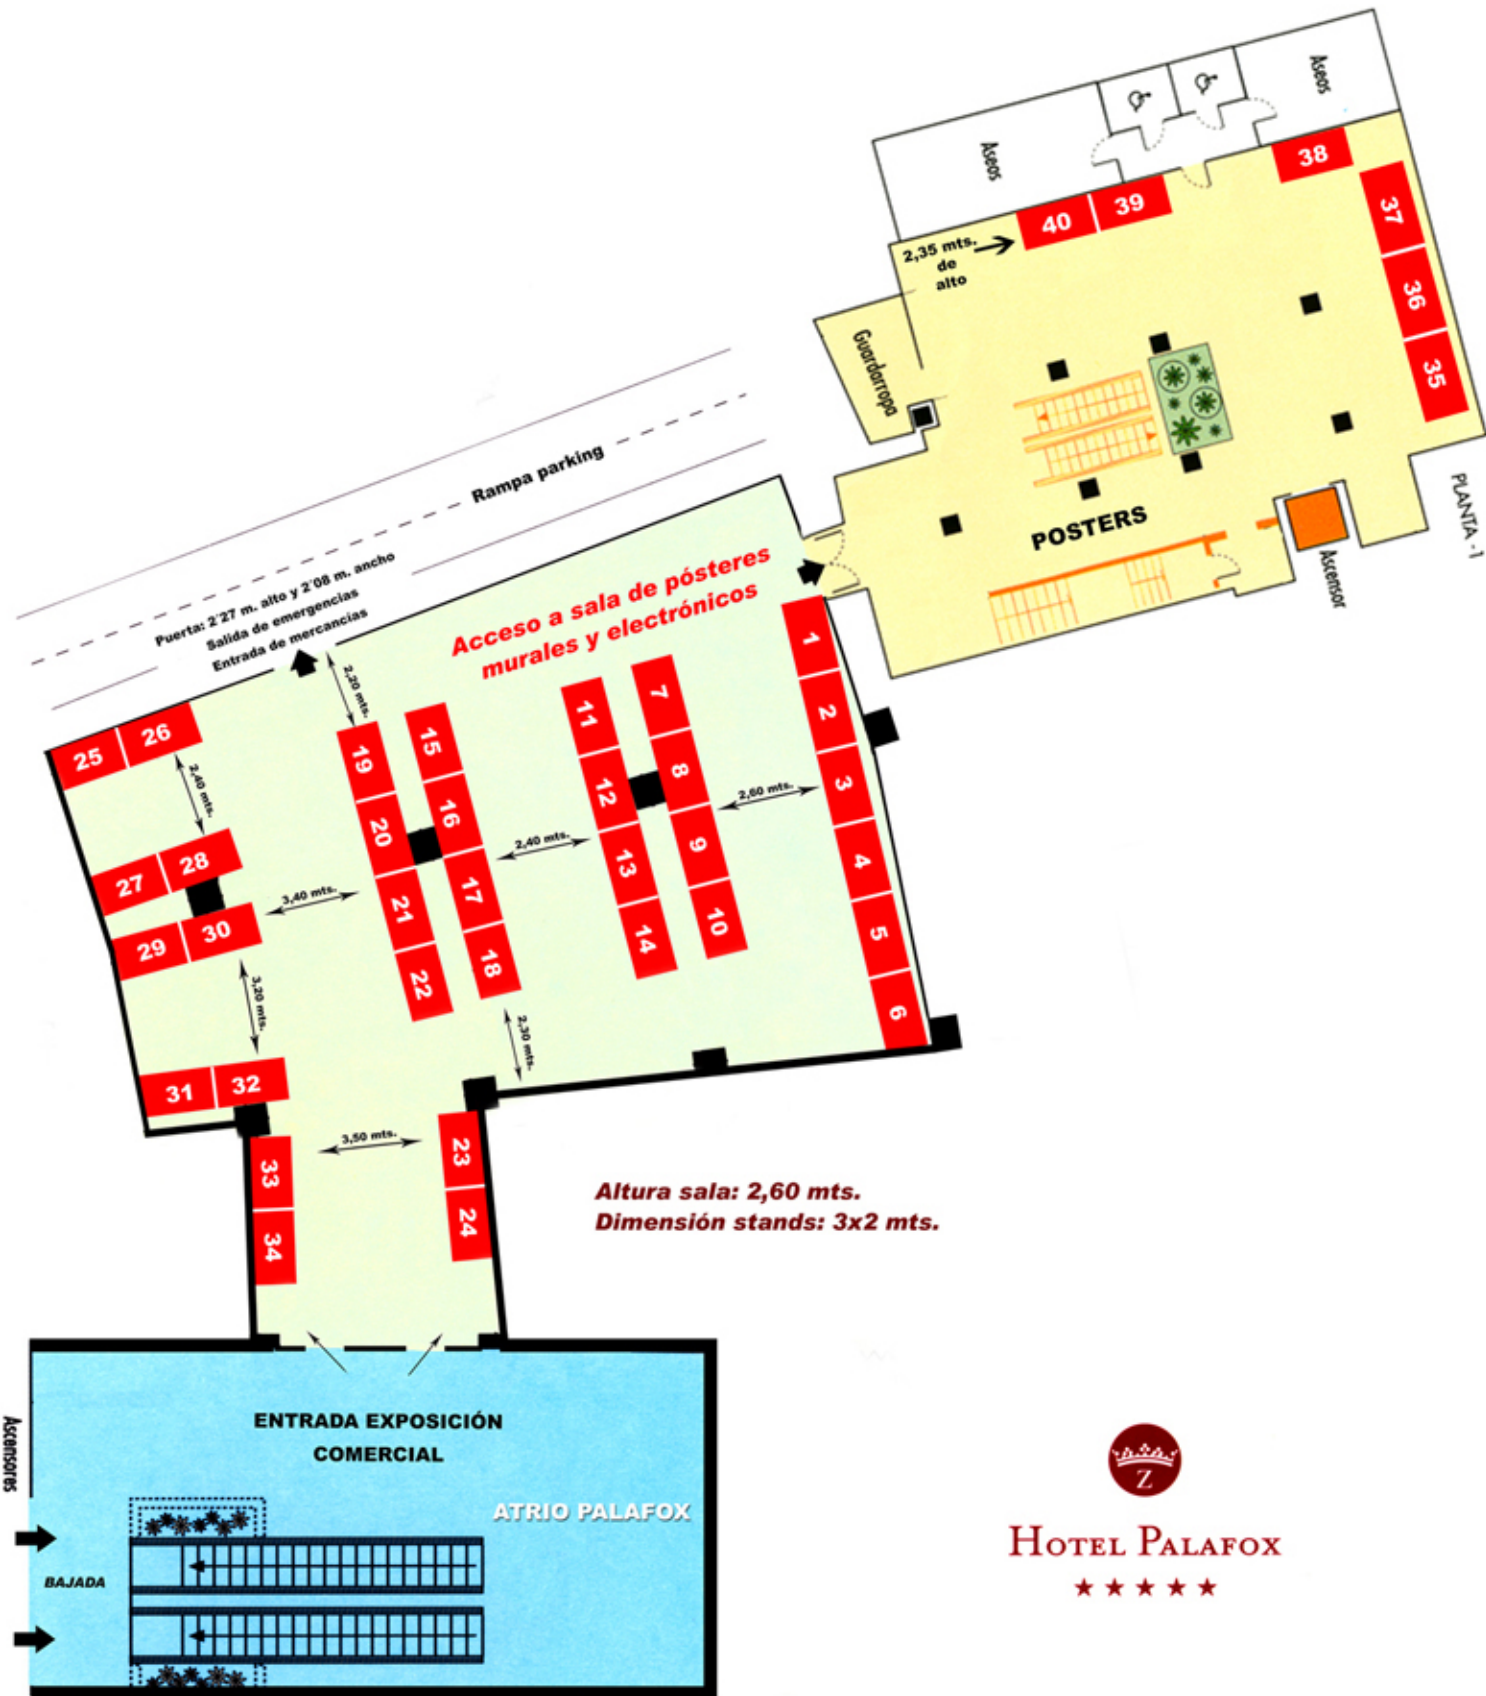 Aseos
Aseos
38
39
40
37
36
35
2,35 mts.
de
alto
Guardarropa
POSTERS
Ascensor
PLANTA -1
Rampa parking
Puerta: 2´27 m. alto y 2´08 m. ancho
Salida de emergencias
Entrada de mercancias
Acceso a sala de pósteres
murales y electrónicos
2,20 mts.
1
2
3
4
5
6
7
8
9
10
11
12
13
14
15
16
17
18
19
20
21
22
25
26
2,40 mts.
27
28
29
30
3,40 mts.
2,40 mts.
2,60 mts.
3,20 mts.
2,30 mts.
31
32
33
34
3,50 mts.
23
24
Altura sala: 2,60 mts.
Dimensión stands: 3x2 mts.
ENTRADA EXPOSICIÓN
COMERCIAL
ATRIO PALAFOX
Ascensores
BAJADA
Z
HOTEL PALAFOX